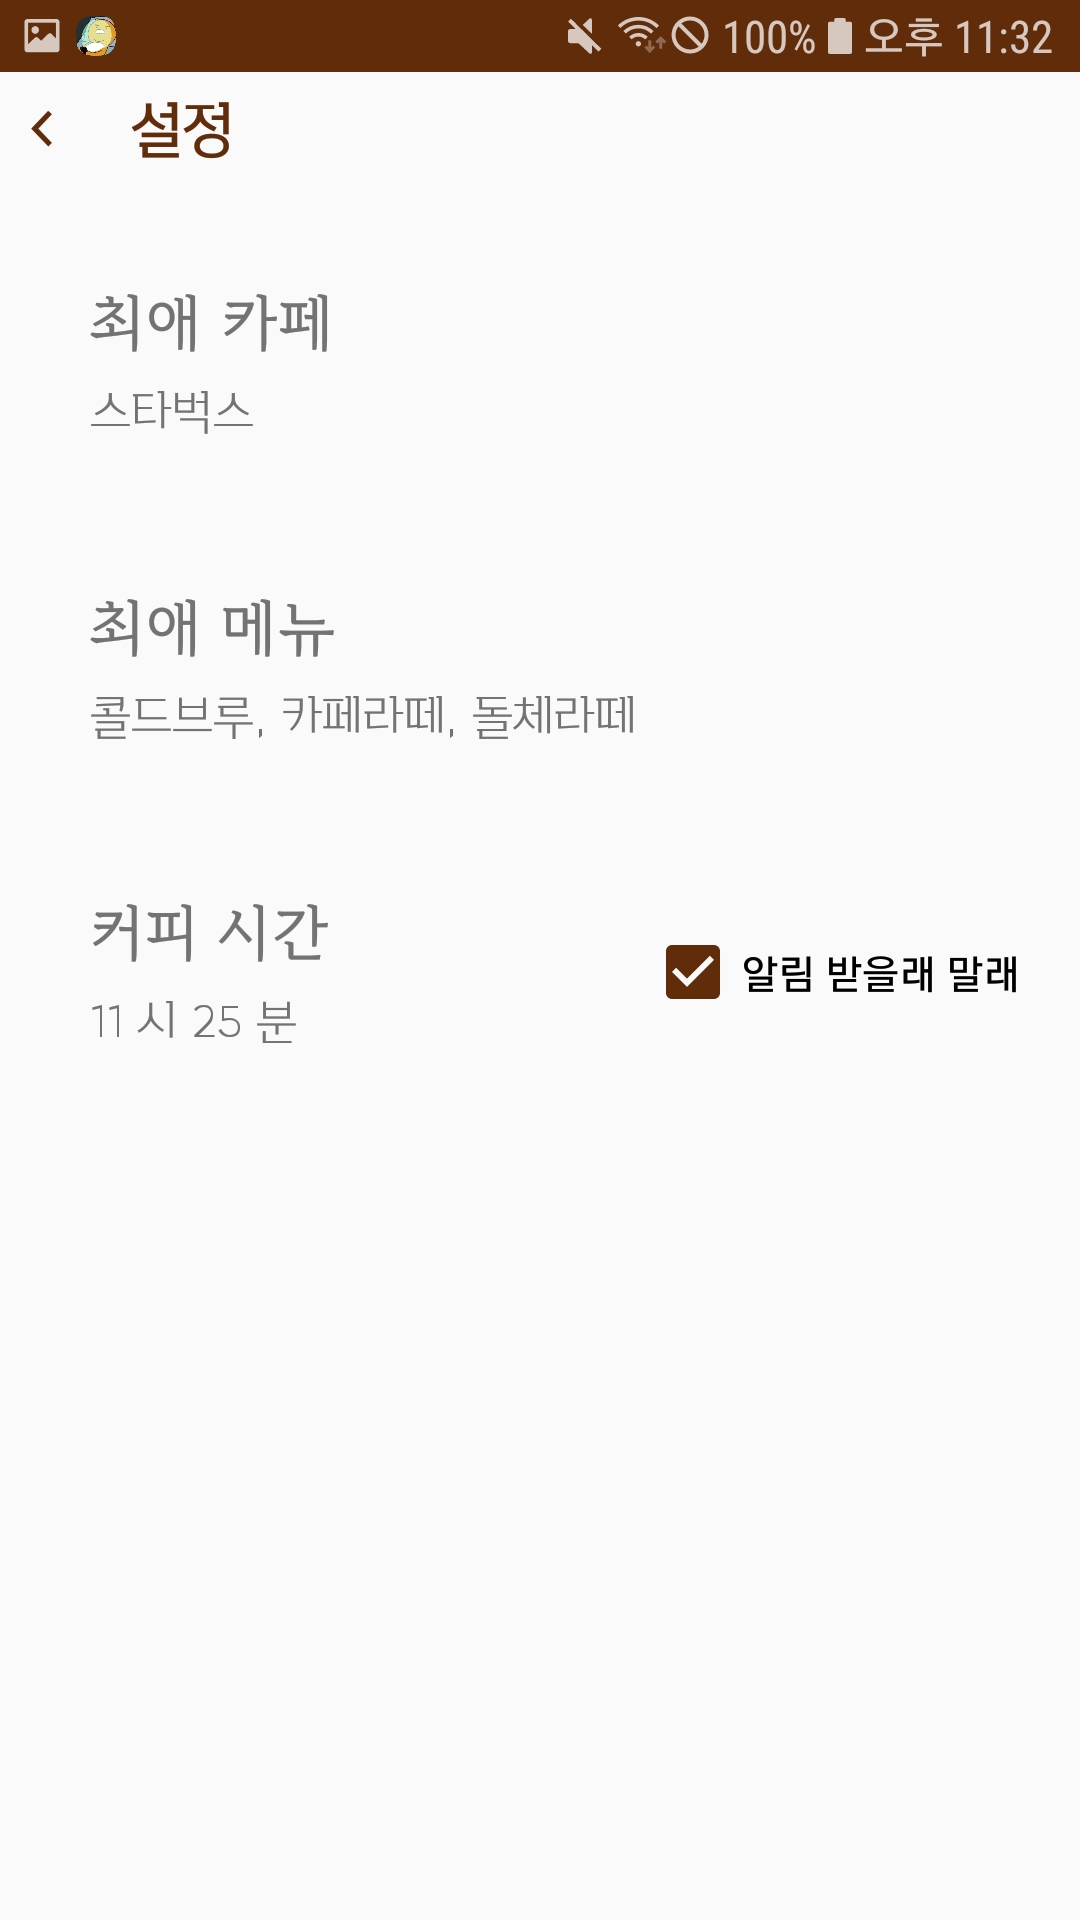 100% 오후 11:32
설정
최애 카페
스타벅스
최애 메뉴
콜드브루, 카페라떼, 돌체라떼
커피 시간
11 시 25 분
알림 받을래 말래